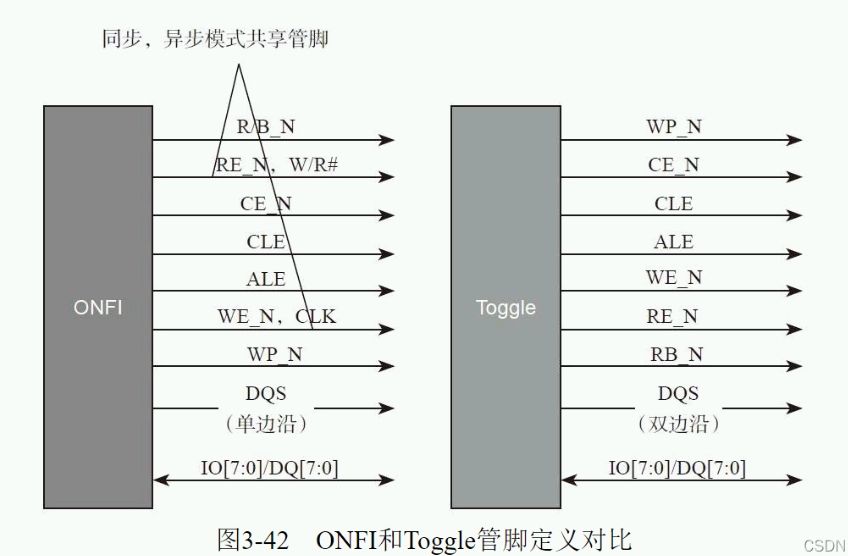 同步，异步模式共享管脚
ONFI
R/B_N
RE_N，W/R#
CE_N
CLE
ALE
WE_N，CLK
WP_N
DQS
（单边沿）
IO[7:0]/DQ[7:0]
Toggle
WP_N
CE_N
CLE
ALE
WE_N
RE_N
RB_N
DQS
（双边沿）
IO[7:0]/DQ[7:0]
图3-42 ONFI和Toggle管脚定义对比
CSDN